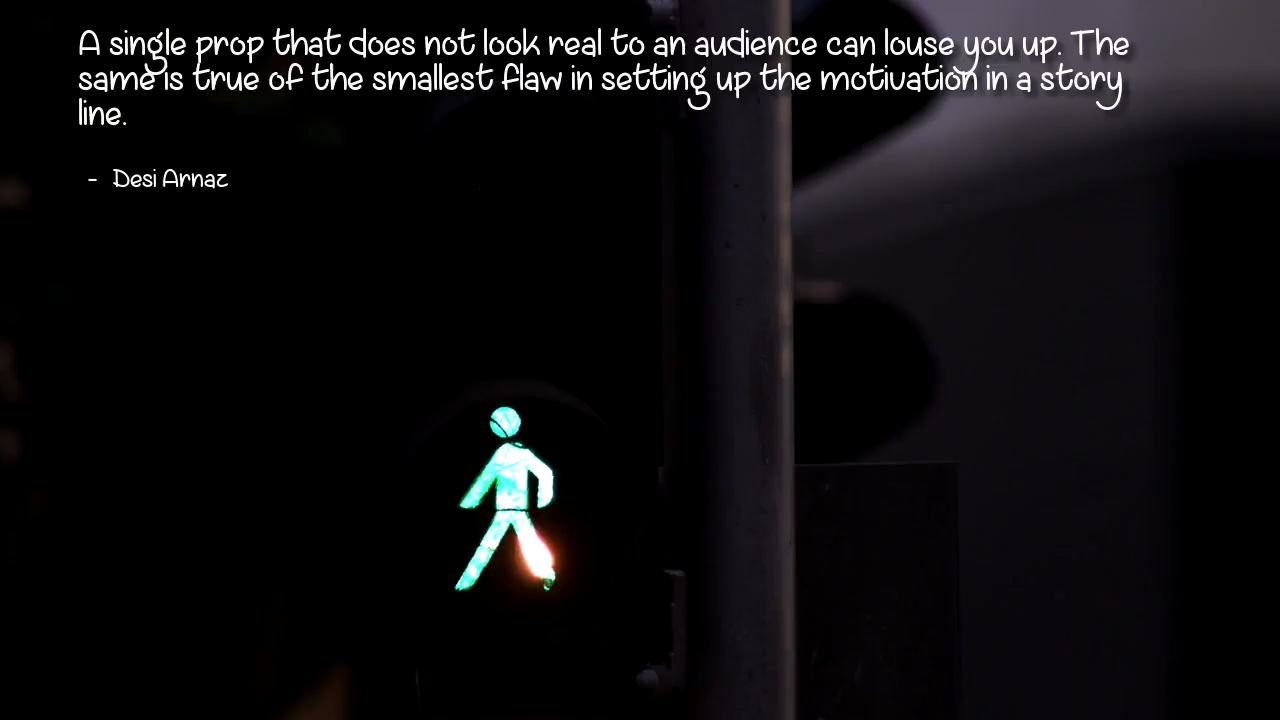 A single prop that does not look real to an audience can louse you up. The
same is true of the smallest flaw in setting up the motivation in a story
line.
- Desi Arnaz